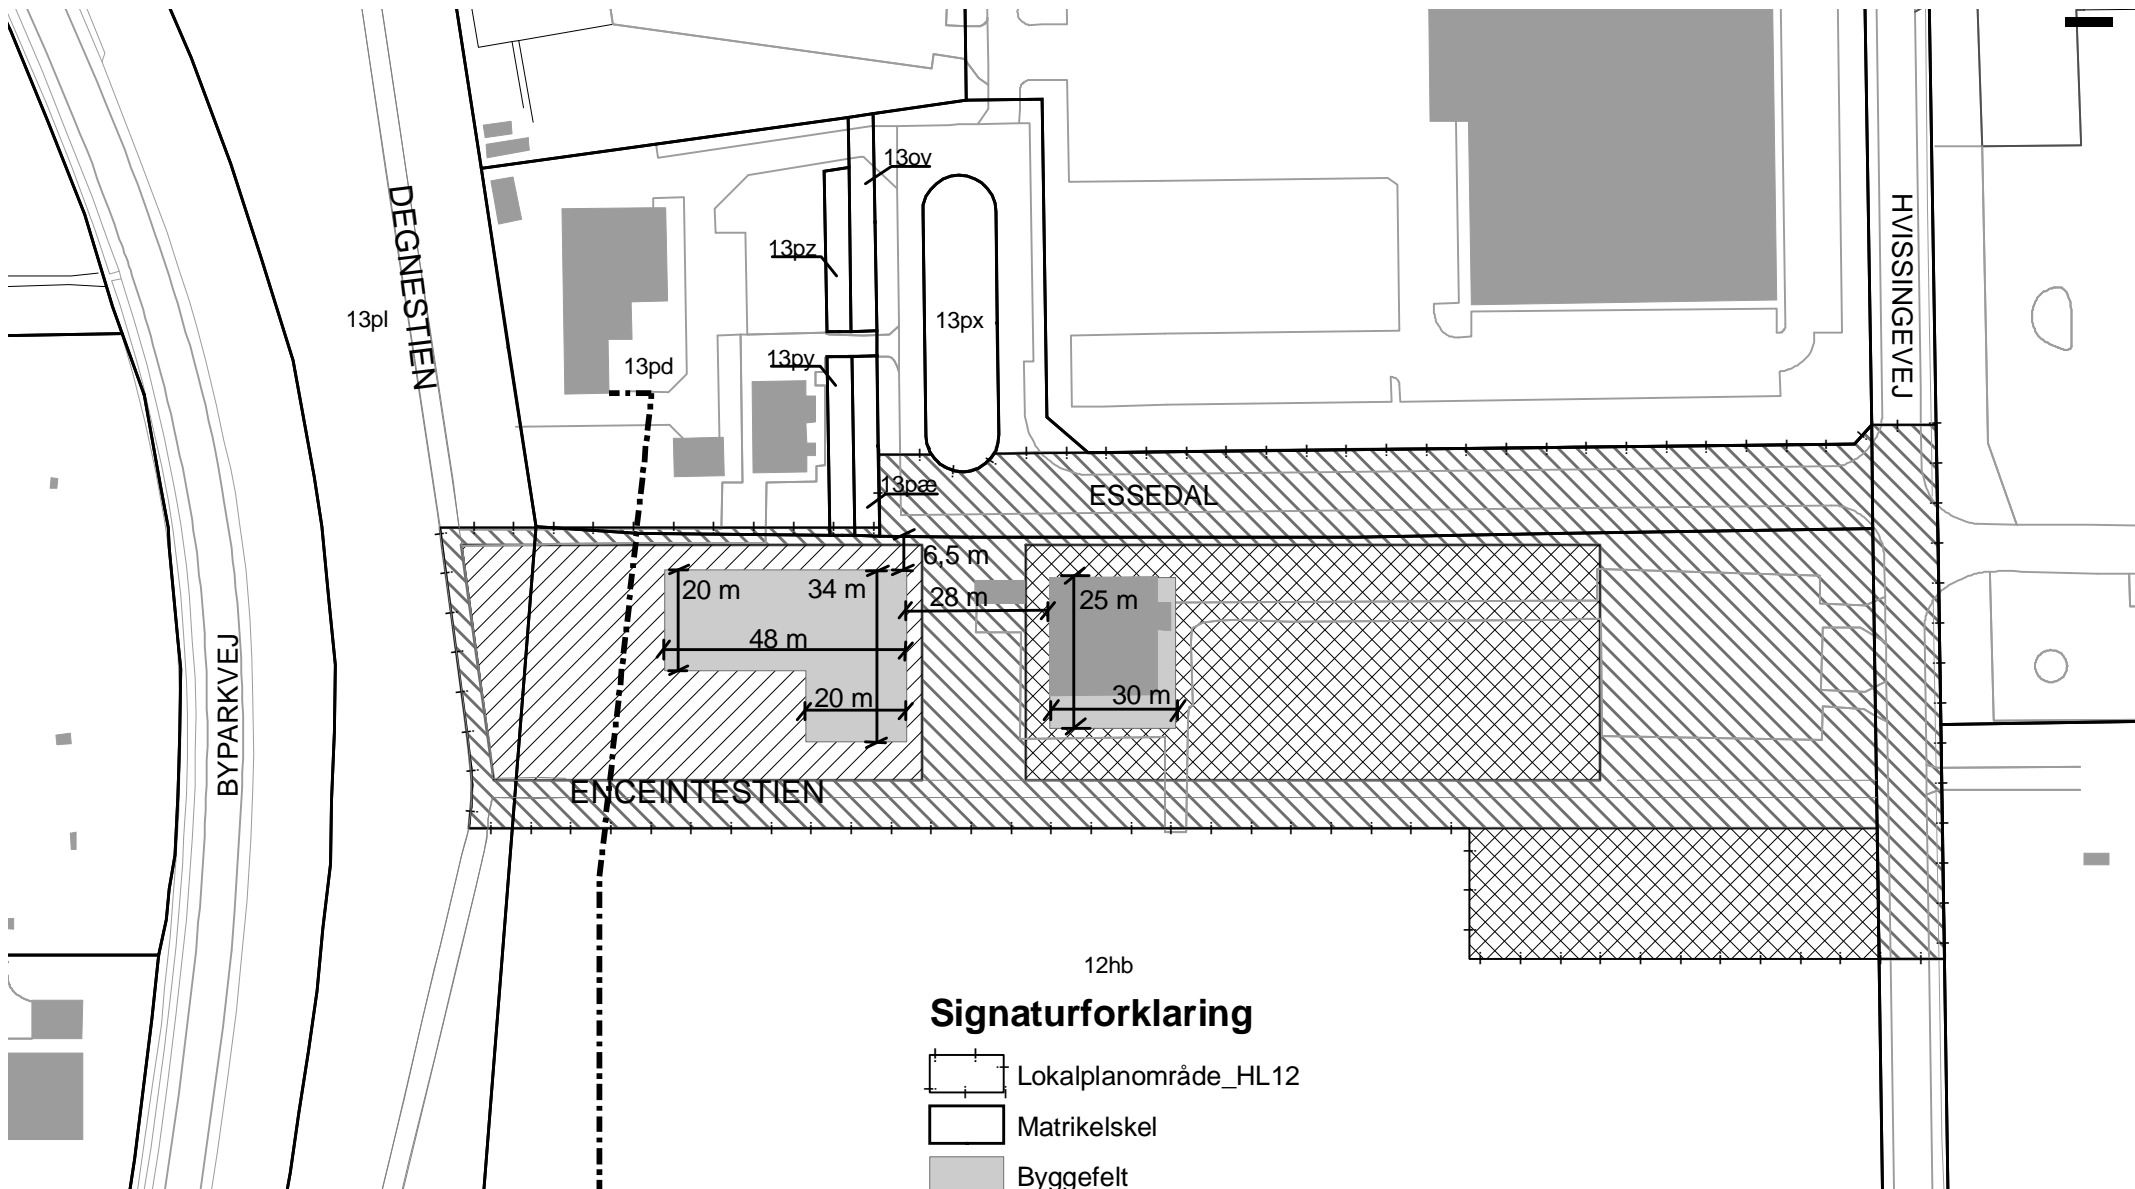 13ov
DEGNESTIEN
HVISSINGEVEJ
13pz
13pl
13px
13py
13pd
13pæ
ESSEDAL
6,5 m
20 m
34 m
28 m
25 m
48 m
BYPARKVEJ
20 m
30 m
ENCEINTESTIEN
12hb
Signaturforklaring
Lokalplanområde_HL12
Matrikelskel
Byggefelt